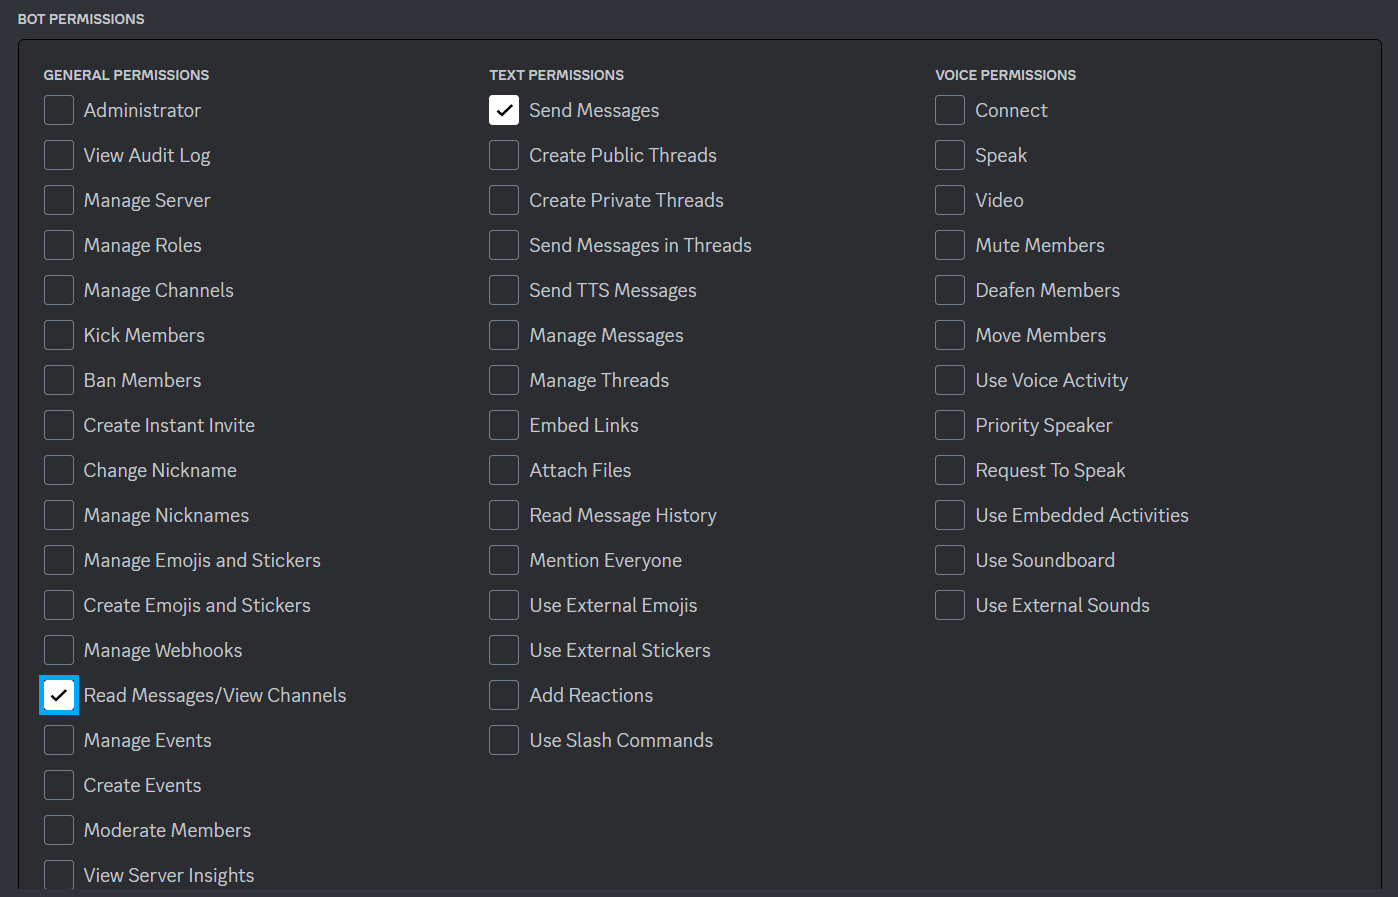 BOT PERMISSIONS
GENERAL PERMISSIONS
Administrator
View Audit Log
Manage Server
Manage Roles
Manage Channels
Kick Members
Ban Members
Create Instant Invite
Change Nickname
Manage Nicknames
Manage Emojis and Stickers
Create Emojis and Stickers
Manage Webhooks
Read Messages/View Channels
Manage Events
Create Events
Moderate Members
View Server Insights
TEXT PERMISSIONS
Send Messages
Create Public Threads
Create Private Threads
Send Messages in Threads
Send TTS Messages
Manage Messages
Manage Threads
Embed Links
Attach Files
Read Message History
Mention Everyone
Use External Emojis
Use External Stickers
Add Reactions
Use Slash Commands
VOICE PERMISSIONS
Connect
Speak
Video
Mute Members
Deafen Members
Move Members
Use Voice Activity
Priority Speaker
Request To Speak
Use Embedded Activities
Use Soundboard
Use External Sounds